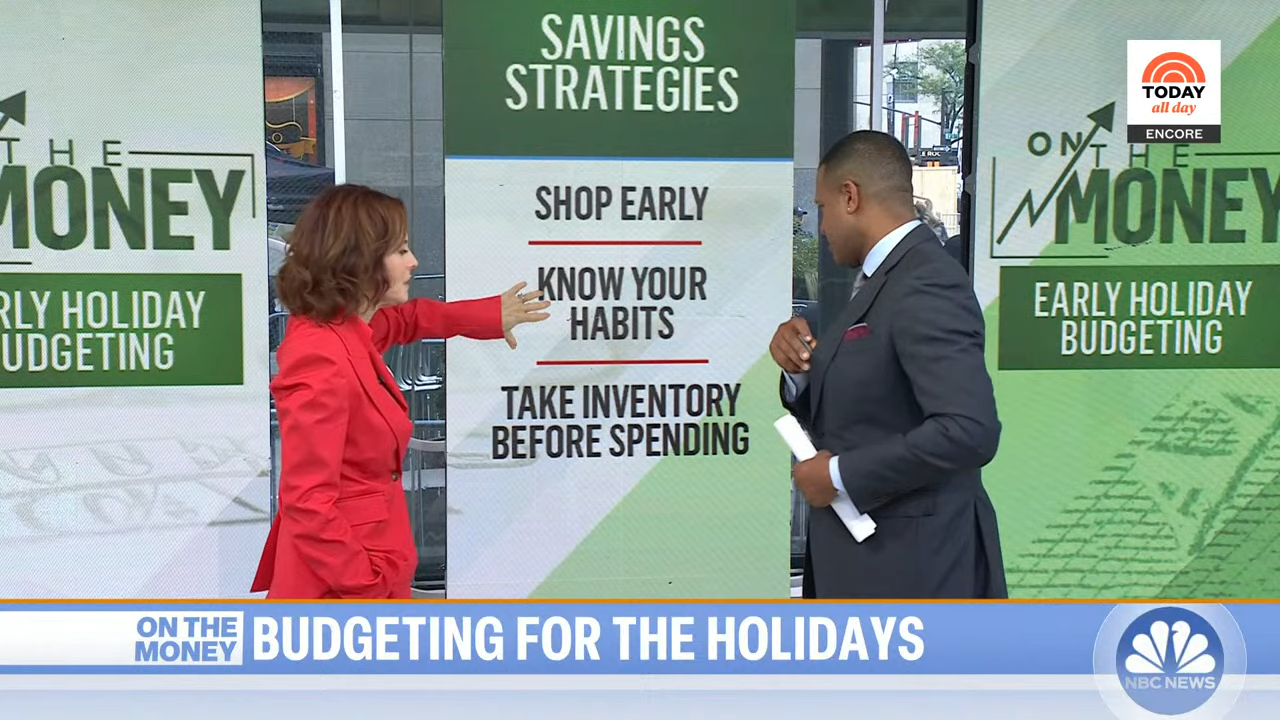 SAVINGS
STRATEGIES
SHOP EARLY
KNOW YOUR
HABITS
TAKE INVENTORY
BEFORE SPENDING
THE
MONEY
RLY HOLIDAY
UDGETING
ON THE
MONEY
EARLY HOLIDAY
BUDGETING
TODAY
all day
ENCORE
ON THE
MONEY
BUDGETING FOR THE HOLIDAYS
NBC NEWS